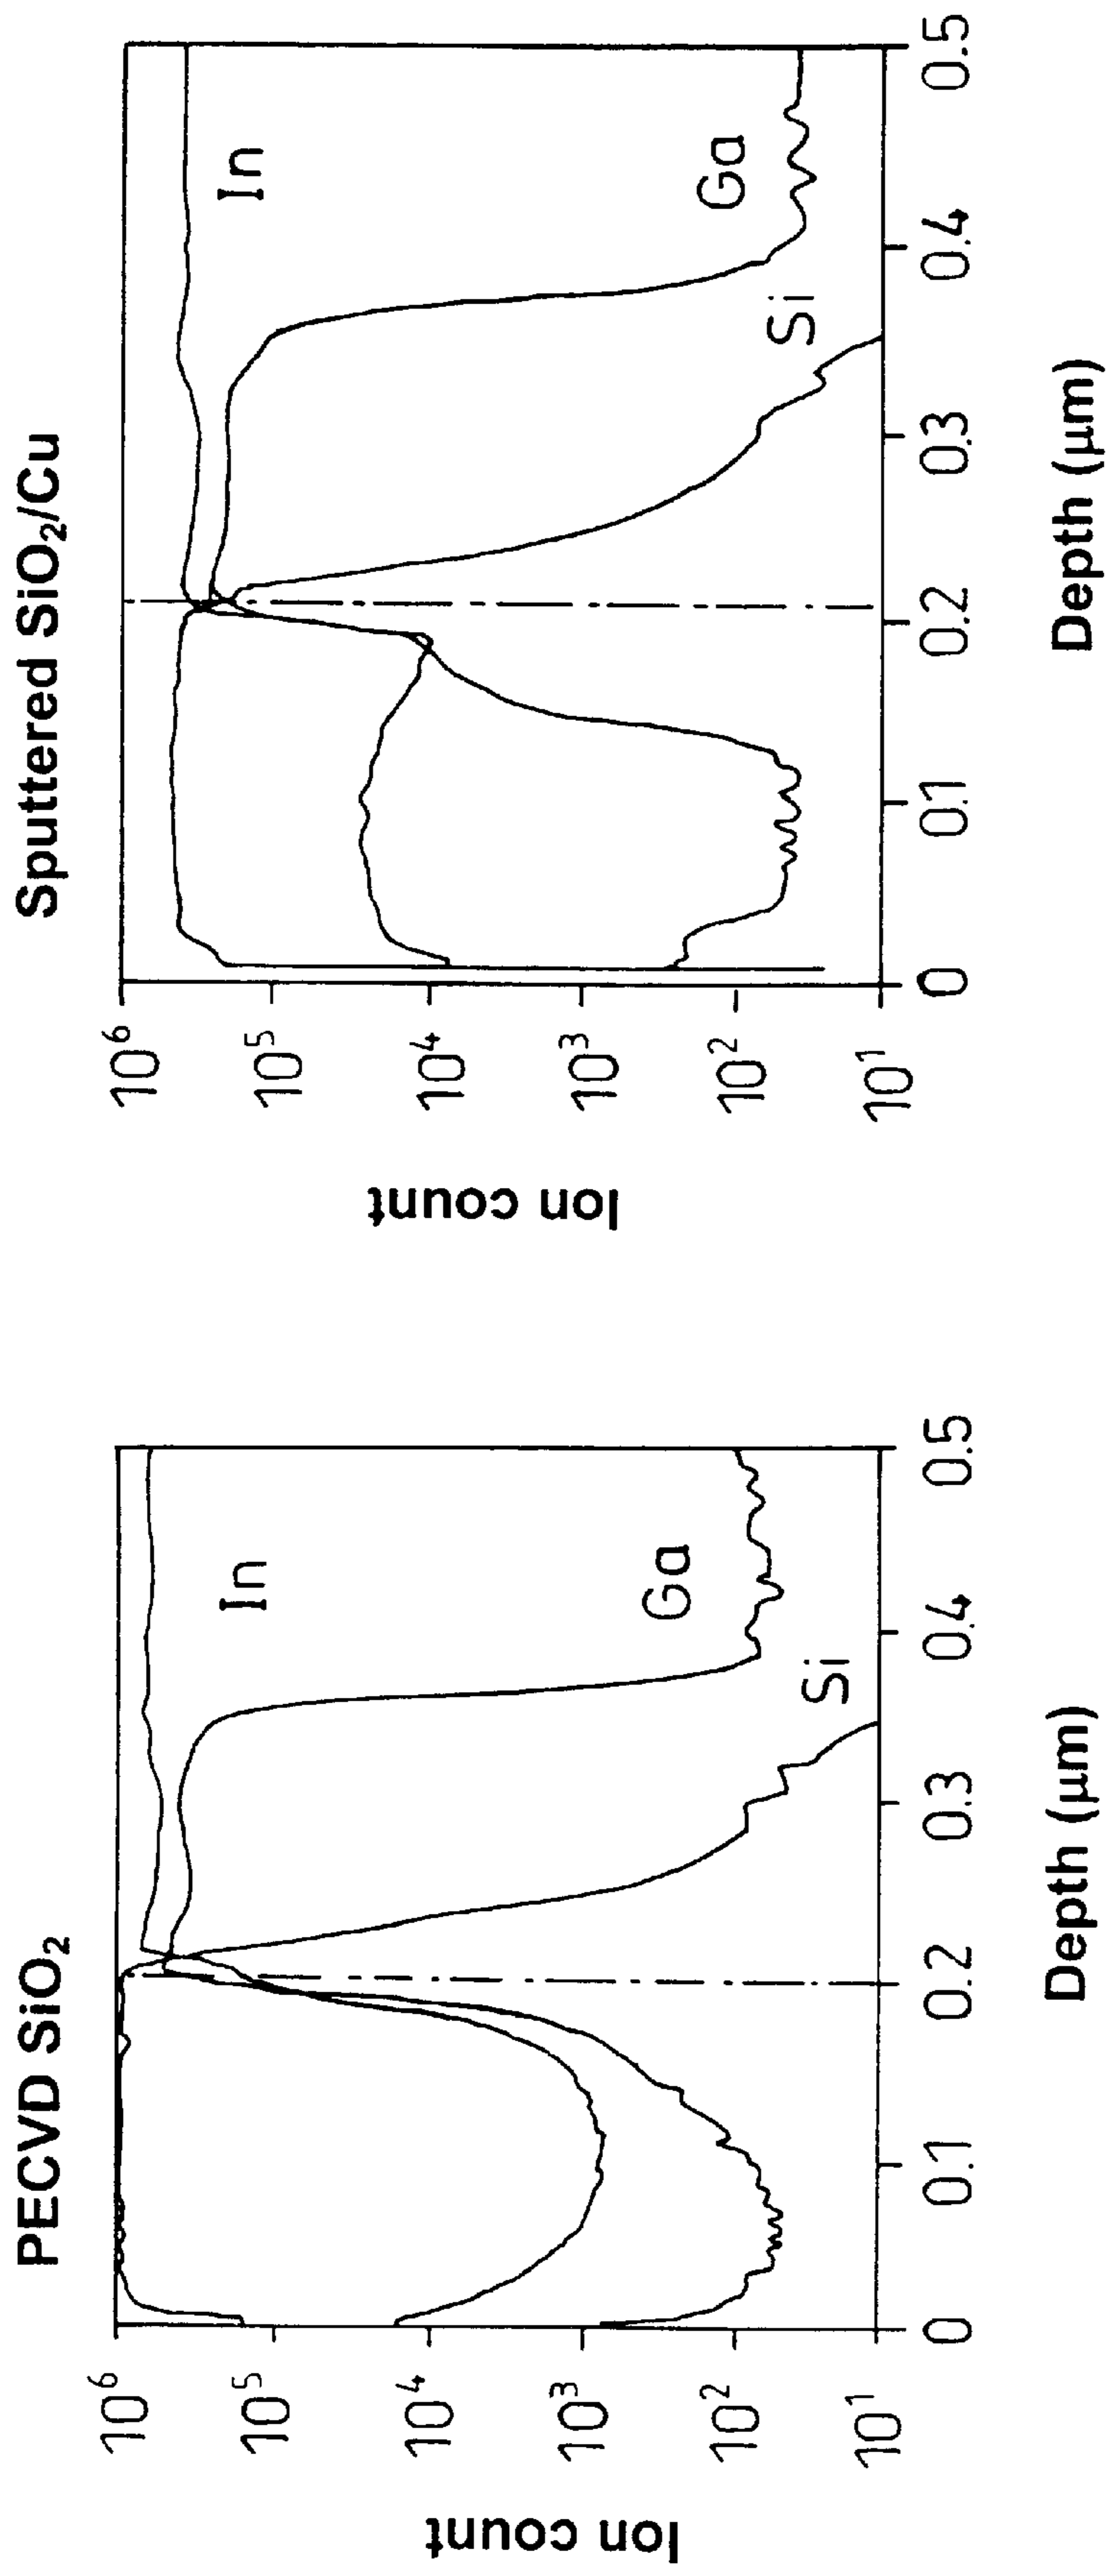 PECVD SiO₂
Ion count
10⁶
10⁵
10⁴
10³
10²
10¹
In
Ga
Si
0
0.1
0.2
0.3
0.4
0.5
Depth (μm)
Sputtered SiO₂/Cu
Ion count
10⁶
10⁵
10⁴
10³
10²
10¹
In
Ga
Si
0
0.1
0.2
0.3
0.4
0.5
Depth (μm)